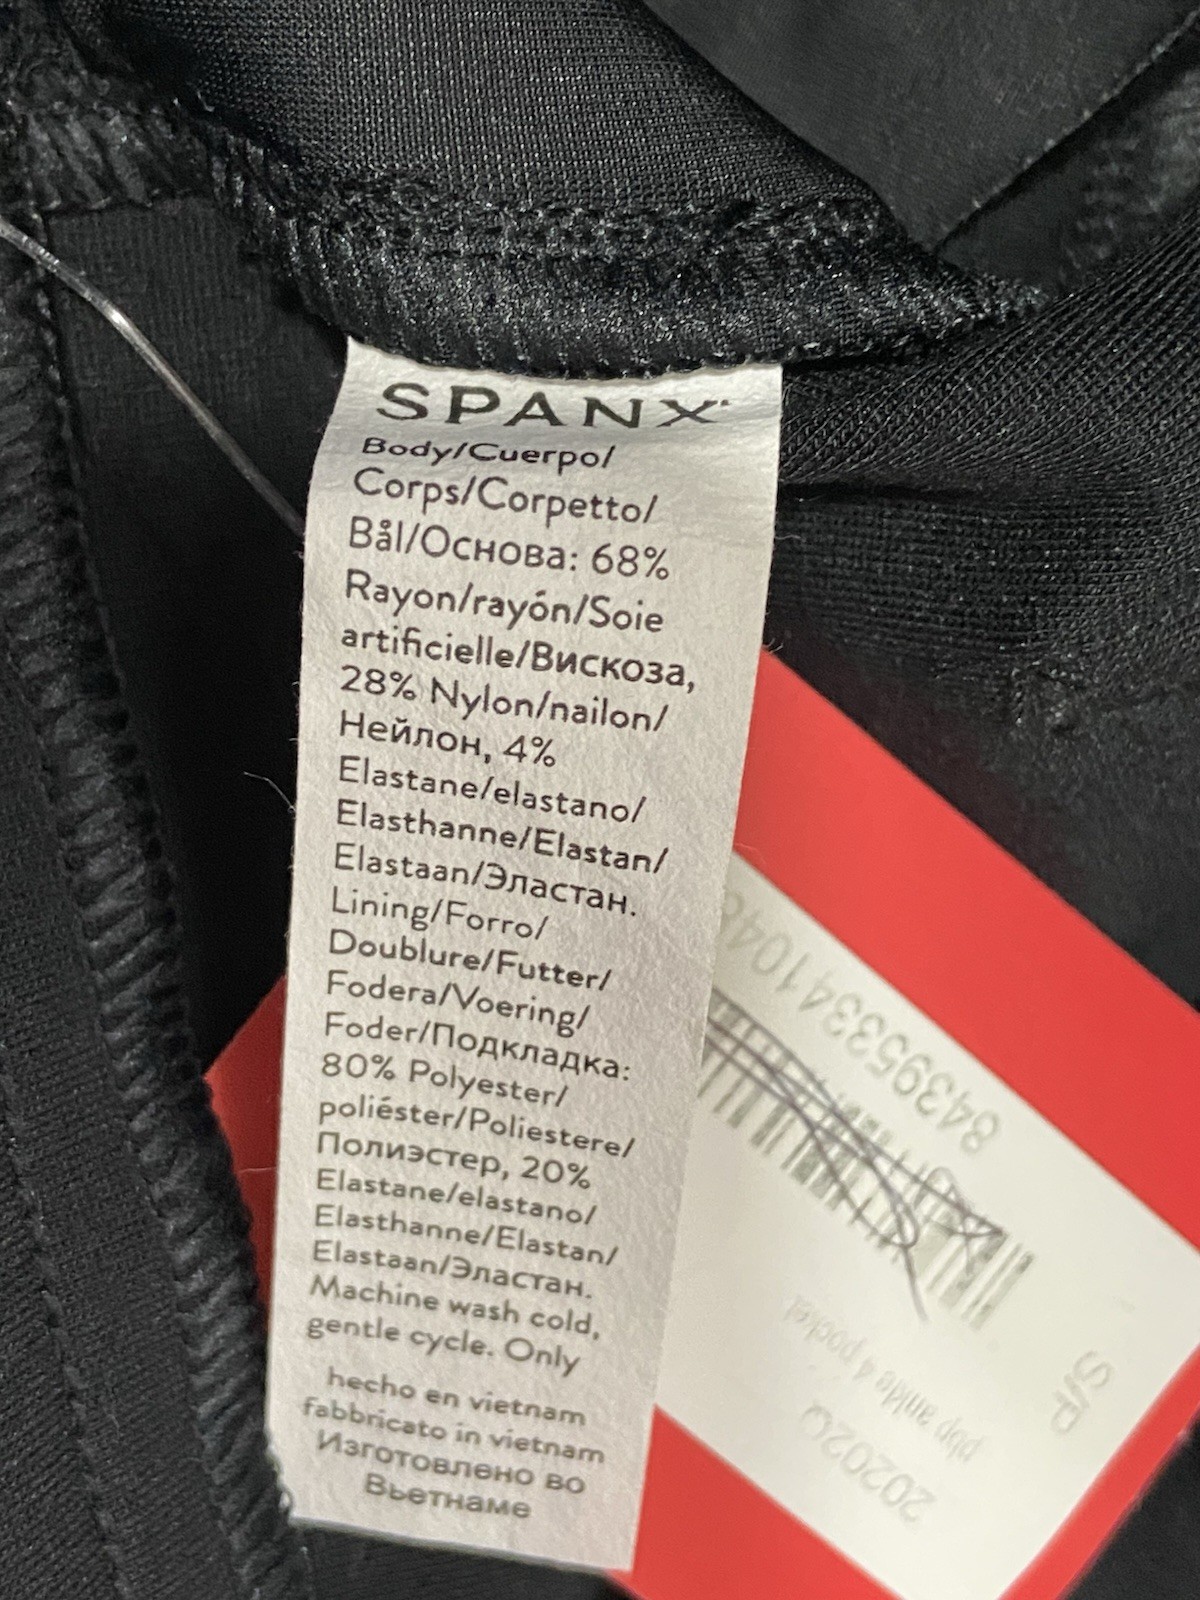 SPANX
Body/Cuerpo/
Corps/Corpetto/
Bål/Основа: 68%
Rayon/rayón/Soie
artificielle/Вискоза,
28% Nylon/nailon/
Нейлон, 4%
Elastane/elastano/
Elasthanne/Elastan/
Elastaan/Эластан.
Lining/Forro/
Doublure/Futter/
Fodera/Voering/
Foder/Подкладка:
80% Polyester/
poliéster/Poliestere/
Полиэстер, 20%
Elastane/elastano/
Elasthanne/Elastan/
Elastaan/Эластан.
Machine wash cold,
gentle cycle. Only
hecho en vietnam
fabbricato in vietnam
Изготовлено во
Вьетнаме
20202Q
ankle 4 pocket
S/P